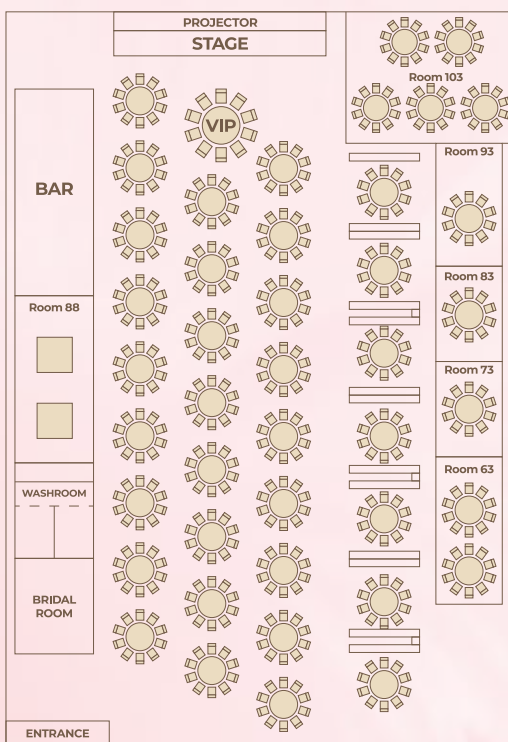 PROJECTOR
STAGE
Room 103
VIP
Room 93
BAR
Room 83
Room 88
Room 73
Room 63
WASHROOM
BRIDAL
ROOM
ENTRANCE